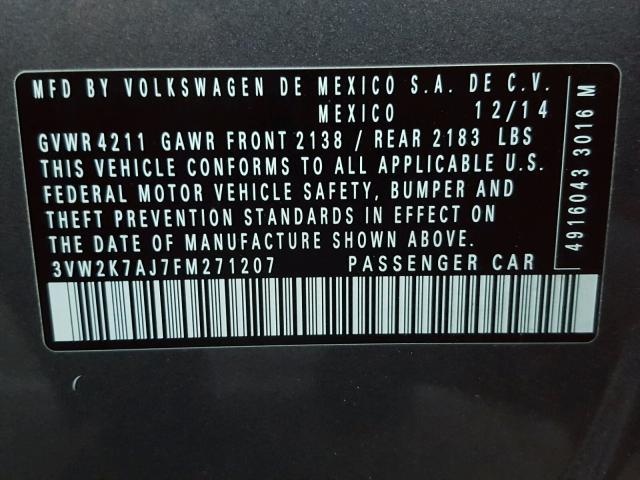 MFD BY VOLKSWAGEN DE MEXICO S.A. DE C.V.
MEXICO 12/14
GVWR 4211 GAWR FRONT 2138 / REAR 2183 LBS
THIS VEHICLE CONFORMS TO ALL APPLICABLE U.S.
FEDERAL MOTOR VEHICLE SAFETY, BUMPER AND
THEFT PREVENTION STANDARDS IN EFFECT ON
THE DATE OF MANUFACTURE SHOWN ABOVE.
3VW2K7AJ7FM271207 PASSENGER CAR
4916043 3016 M